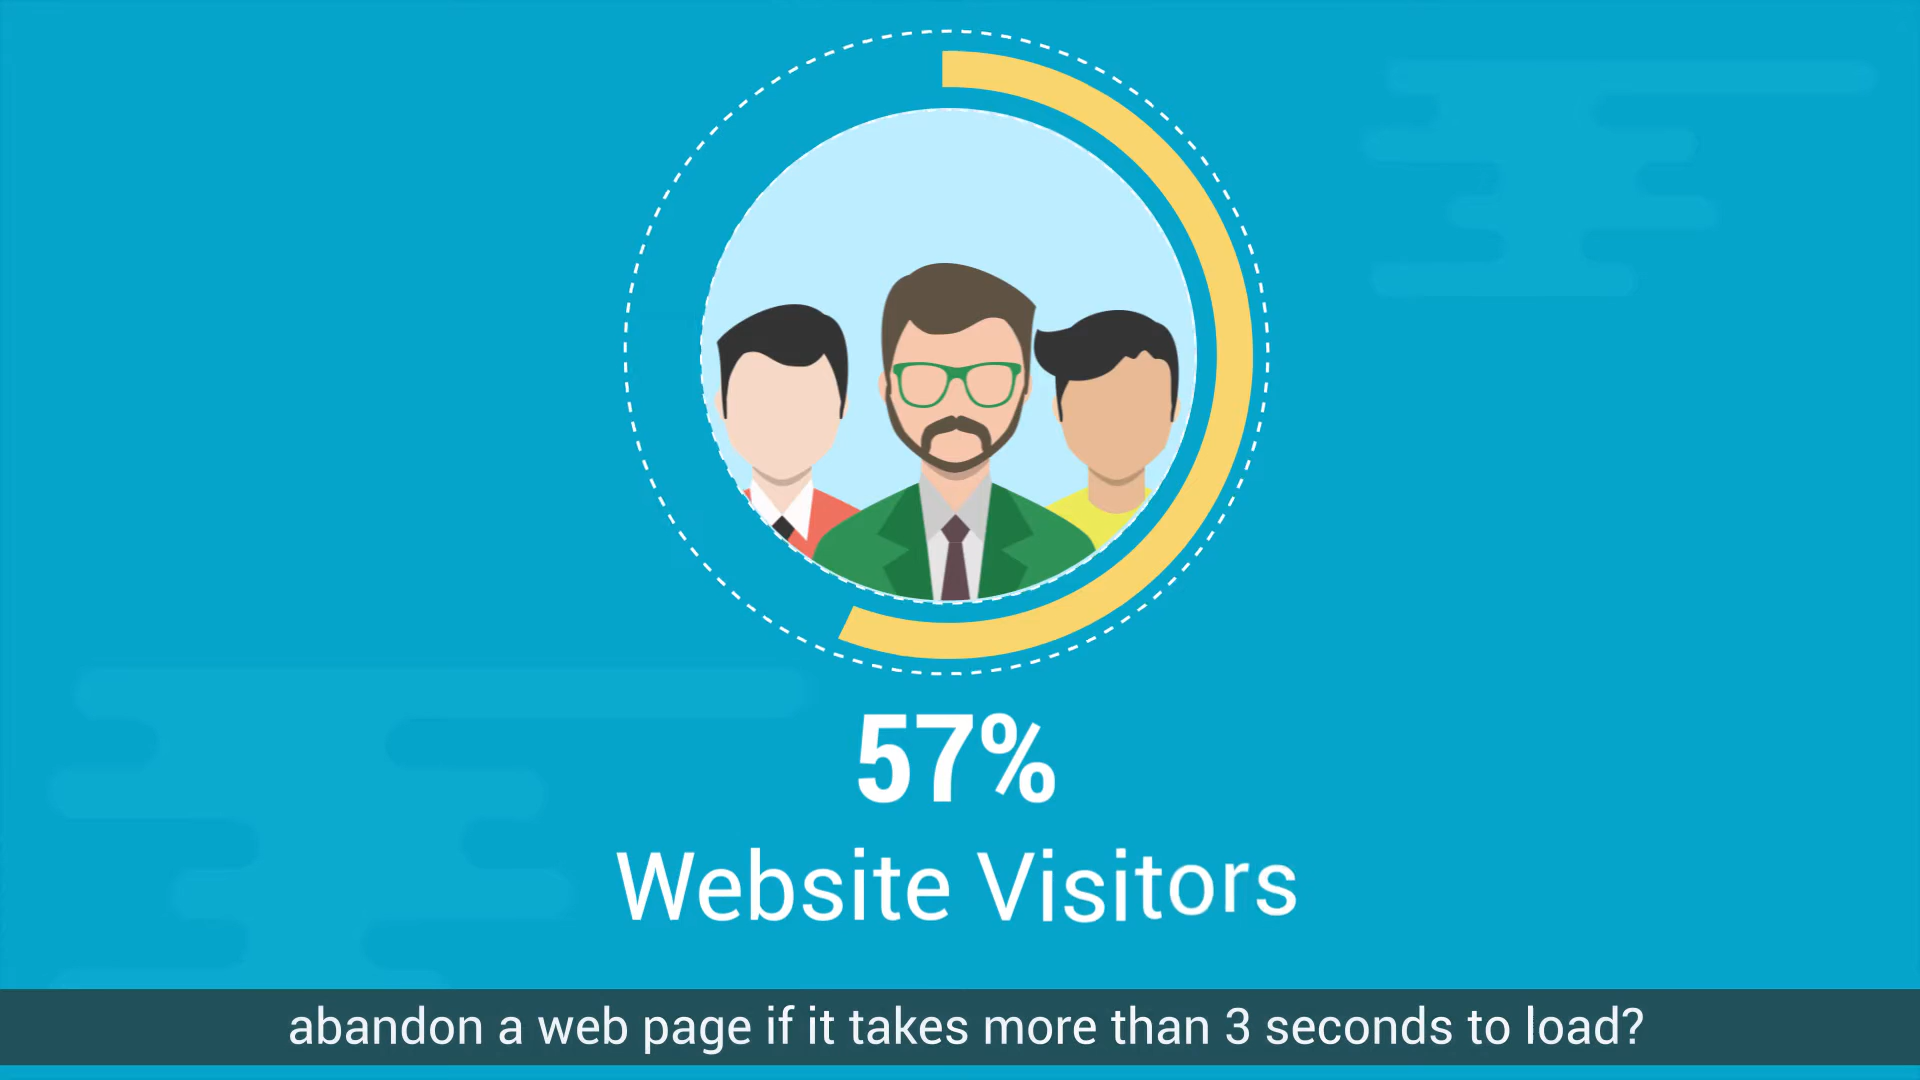 57%
Website Visitors
abandon a web page if it takes more than 3 seconds to load?